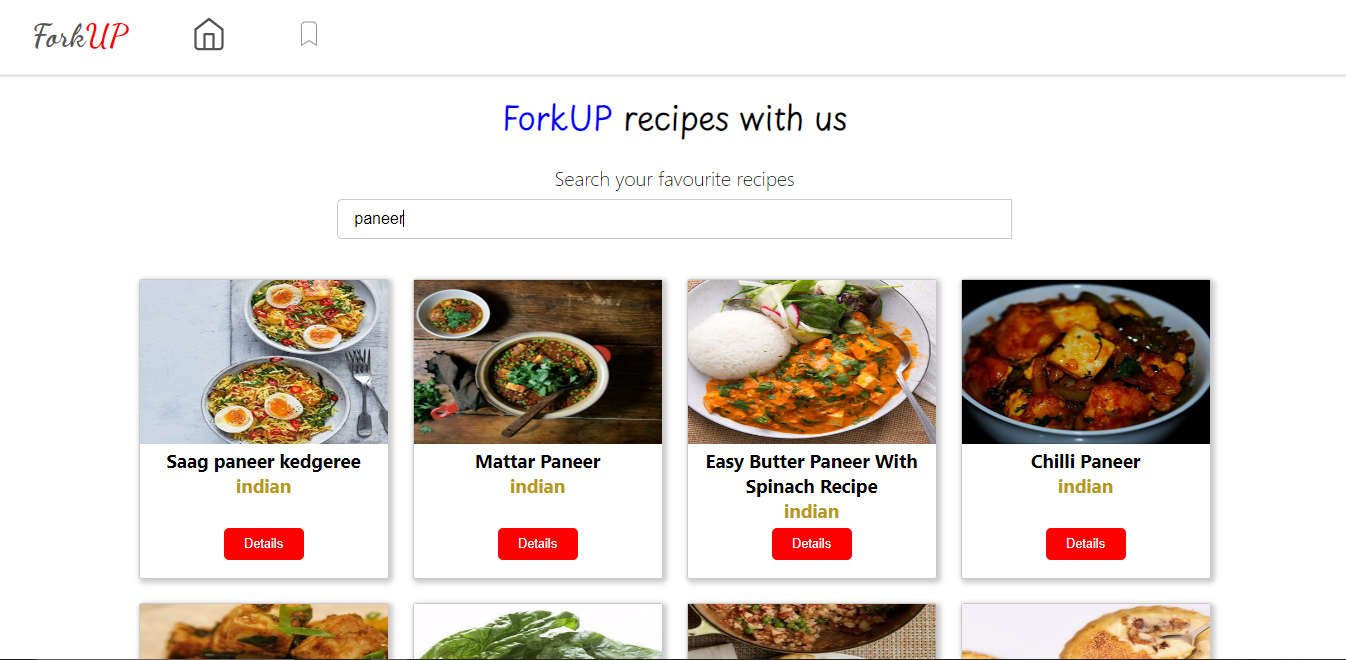 ForkUP
ForkUP recipes with us
Search your favourite recipes
paneer
Saag paneer kedgeree
indian
Details
Mattar Paneer
indian
Details
Easy Butter Paneer With
Spinach Recipe
indian
Details
Chilli Paneer
indian
Details